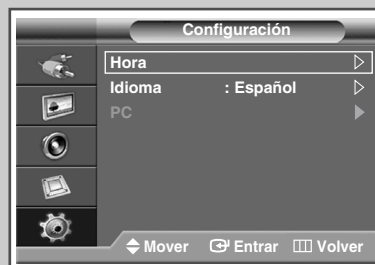 Configuración
Hora
Idioma : Español
PC
Mover Entrar Volver